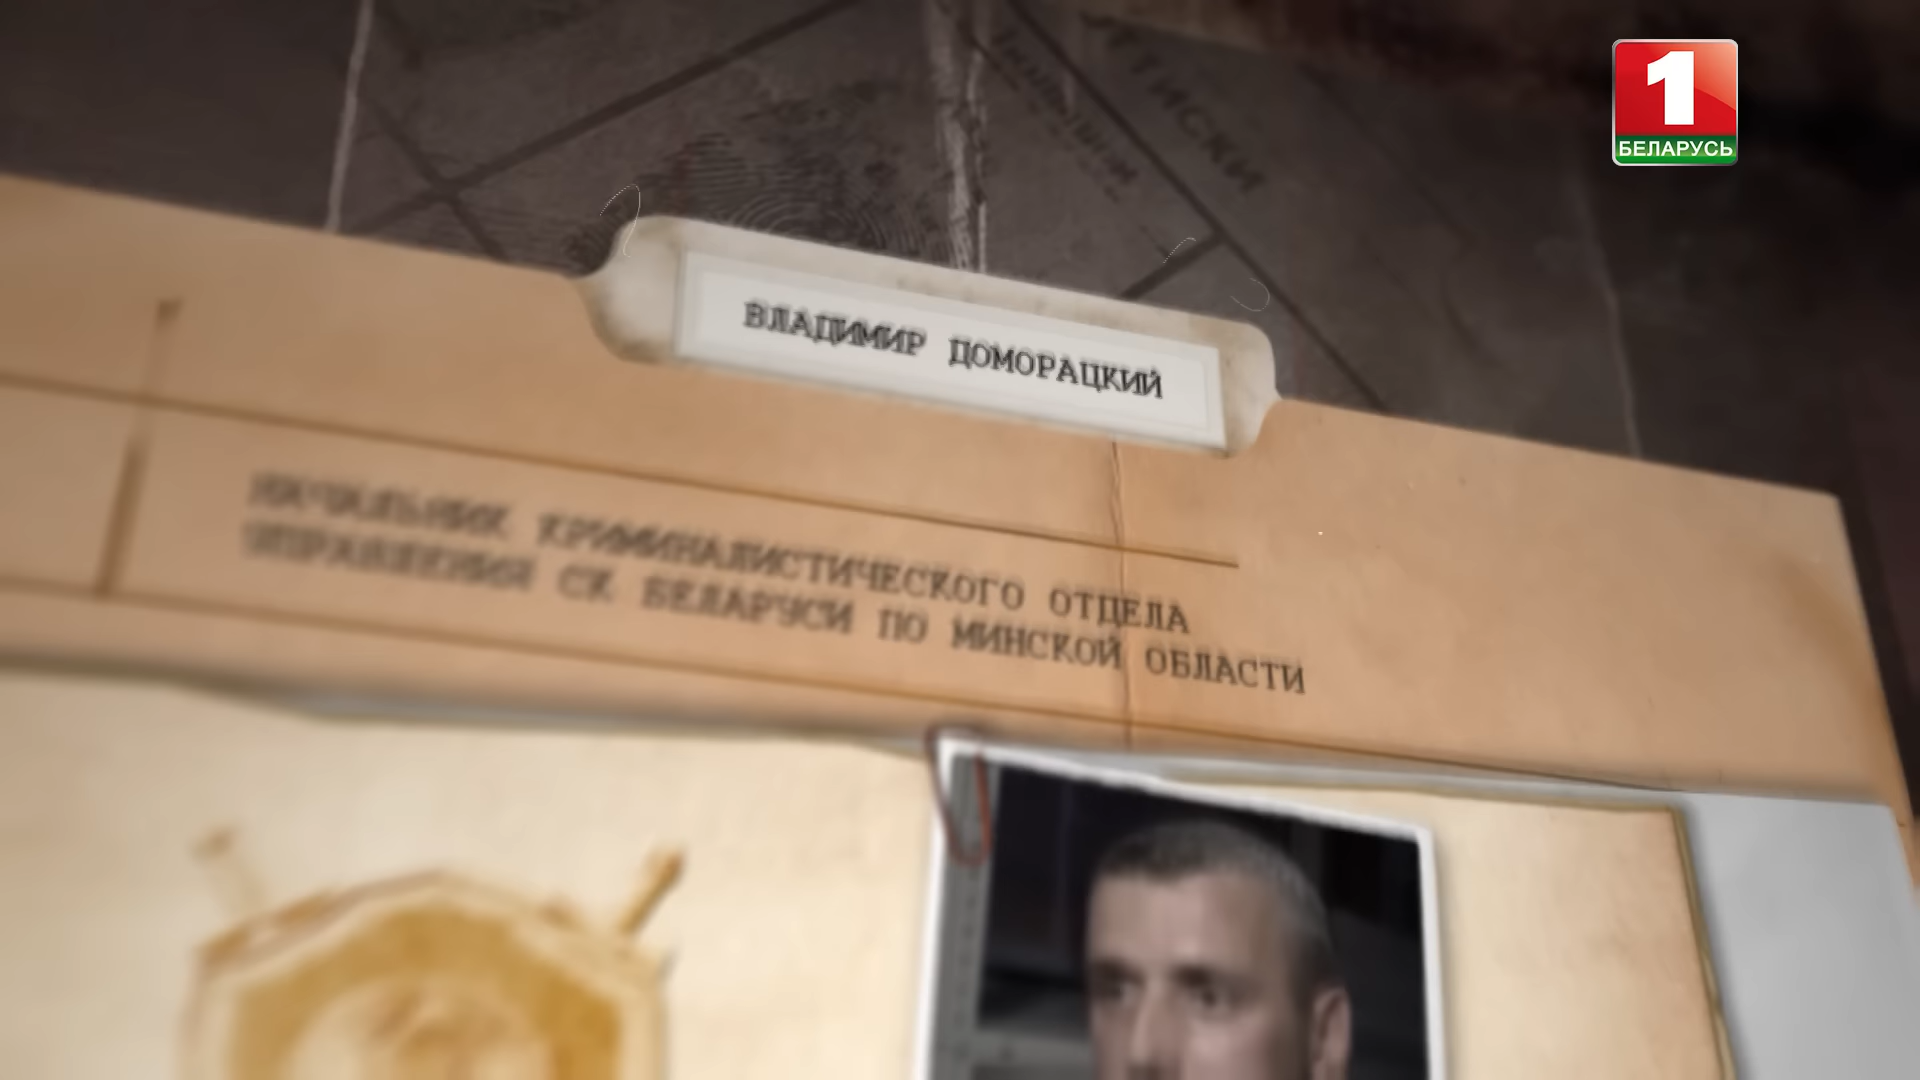 1
БЕЛАРУСЬ
ВЛАДИМИР ДОМОРАЦКИЙ
НАЧАЛЬНИК КРИМИНАЛИСТИЧЕСКОГО ОТДЕЛА
УПРАВЛЕНИЯ СК БЕЛАРУСИ ПО МИНСКОЙ ОБЛАСТИ